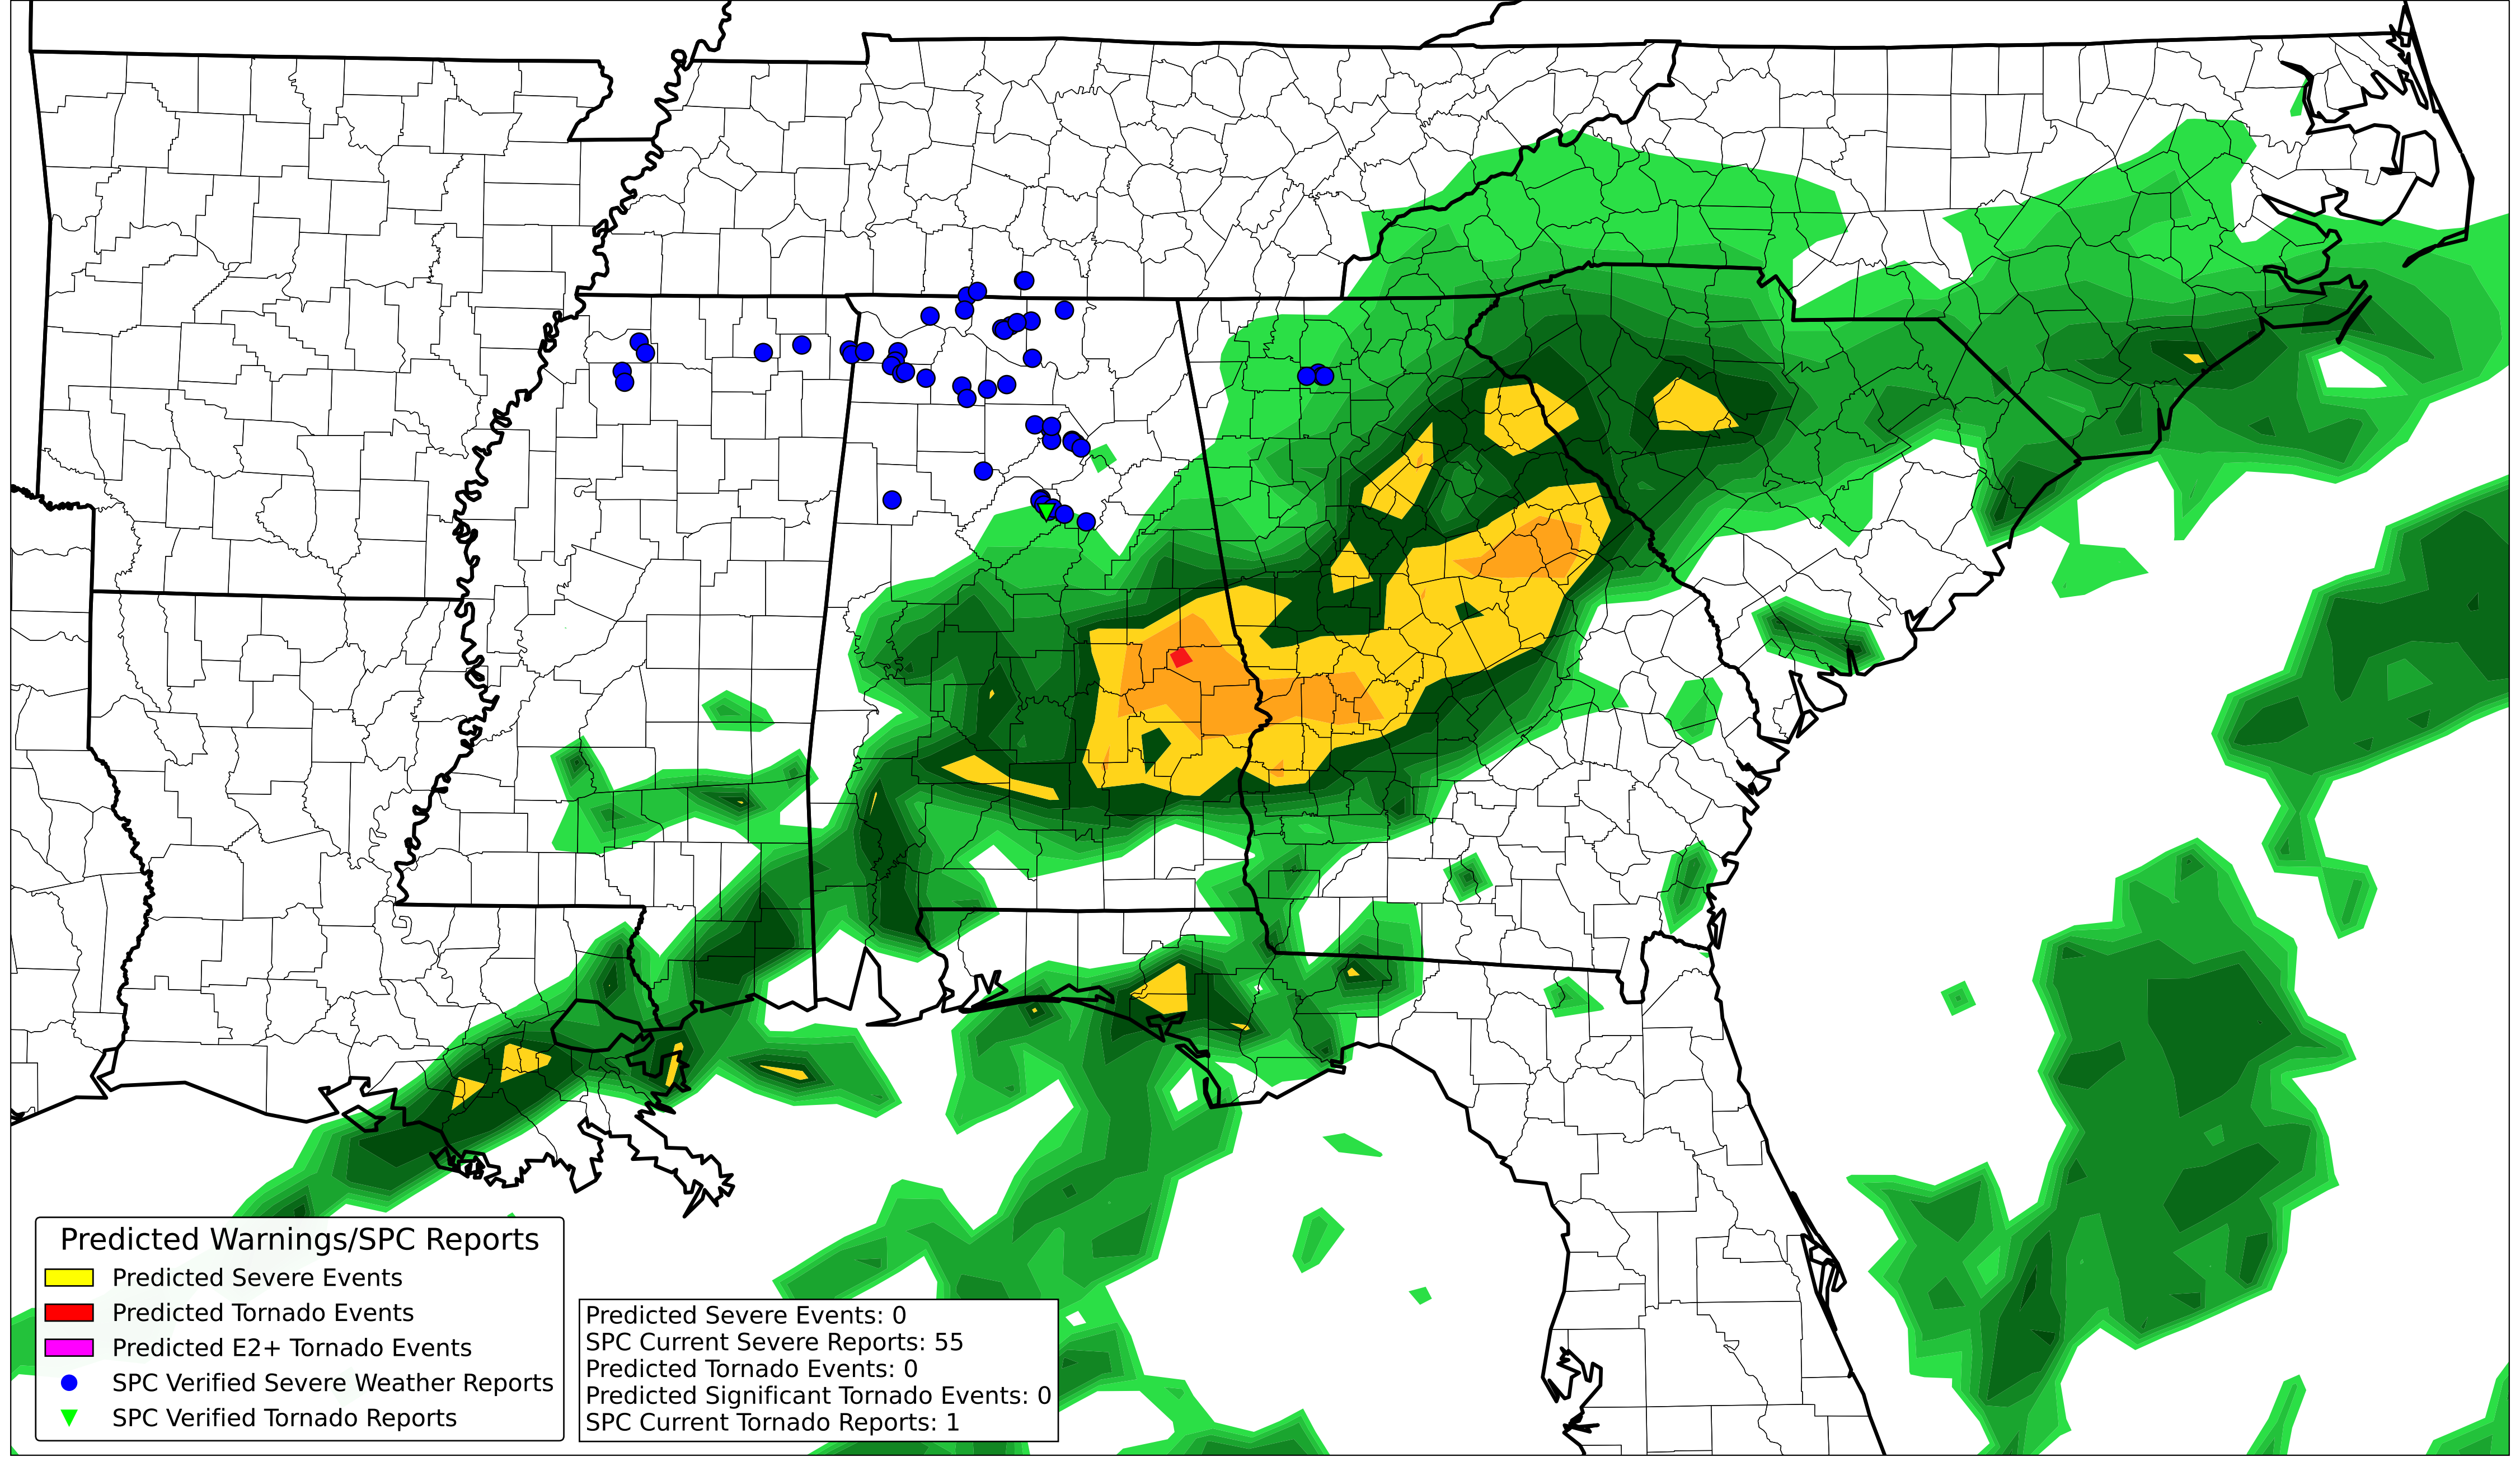 Predicted Warnings/SPC Reports
Predicted Severe Events
Predicted Tornado Events
Predicted E2+ Tornado Events
SPC Verified Severe Weather Reports
SPC Verified Tornado Reports
Predicted Severe Events: 0
SPC Current Severe Reports: 55
Predicted Tornado Events: 0
Predicted Significant Tornado Events: 0
SPC Current Tornado Reports: 1